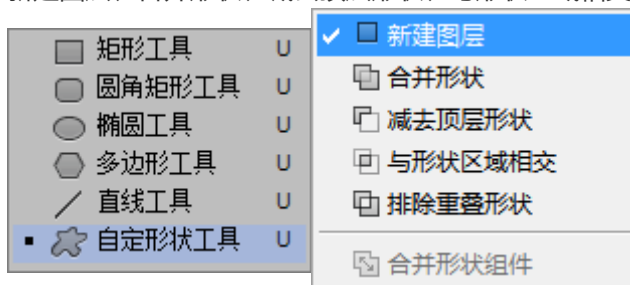 矩形工具 U
圆角矩形工具 U
椭圆工具 U
多边形工具 U
直线工具 U
自定形状工具 U
新建图层
合并形状
减去顶层形状
与形状区域相交
排除重叠形状
合并形状组件